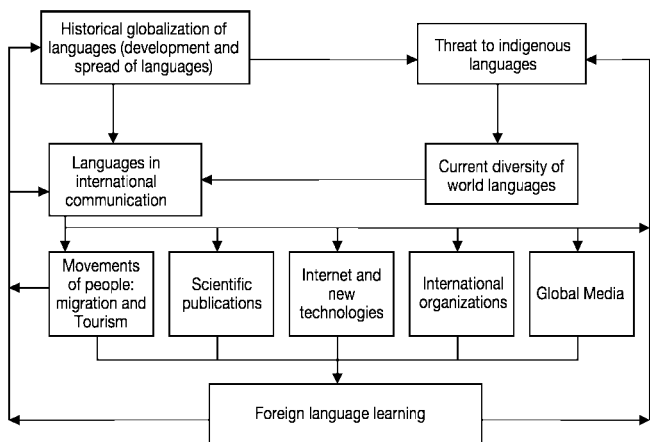 Historical globalization of
languages (development and
spread of languages)
Threat to indigenous
languages
Languages in
international
communication
Current diversity of
world languages
Movements
of people:
migration and
Tourism
Scientific
publications
Internet and
new
technologies
International
organizations
Global Media
Foreign language learning